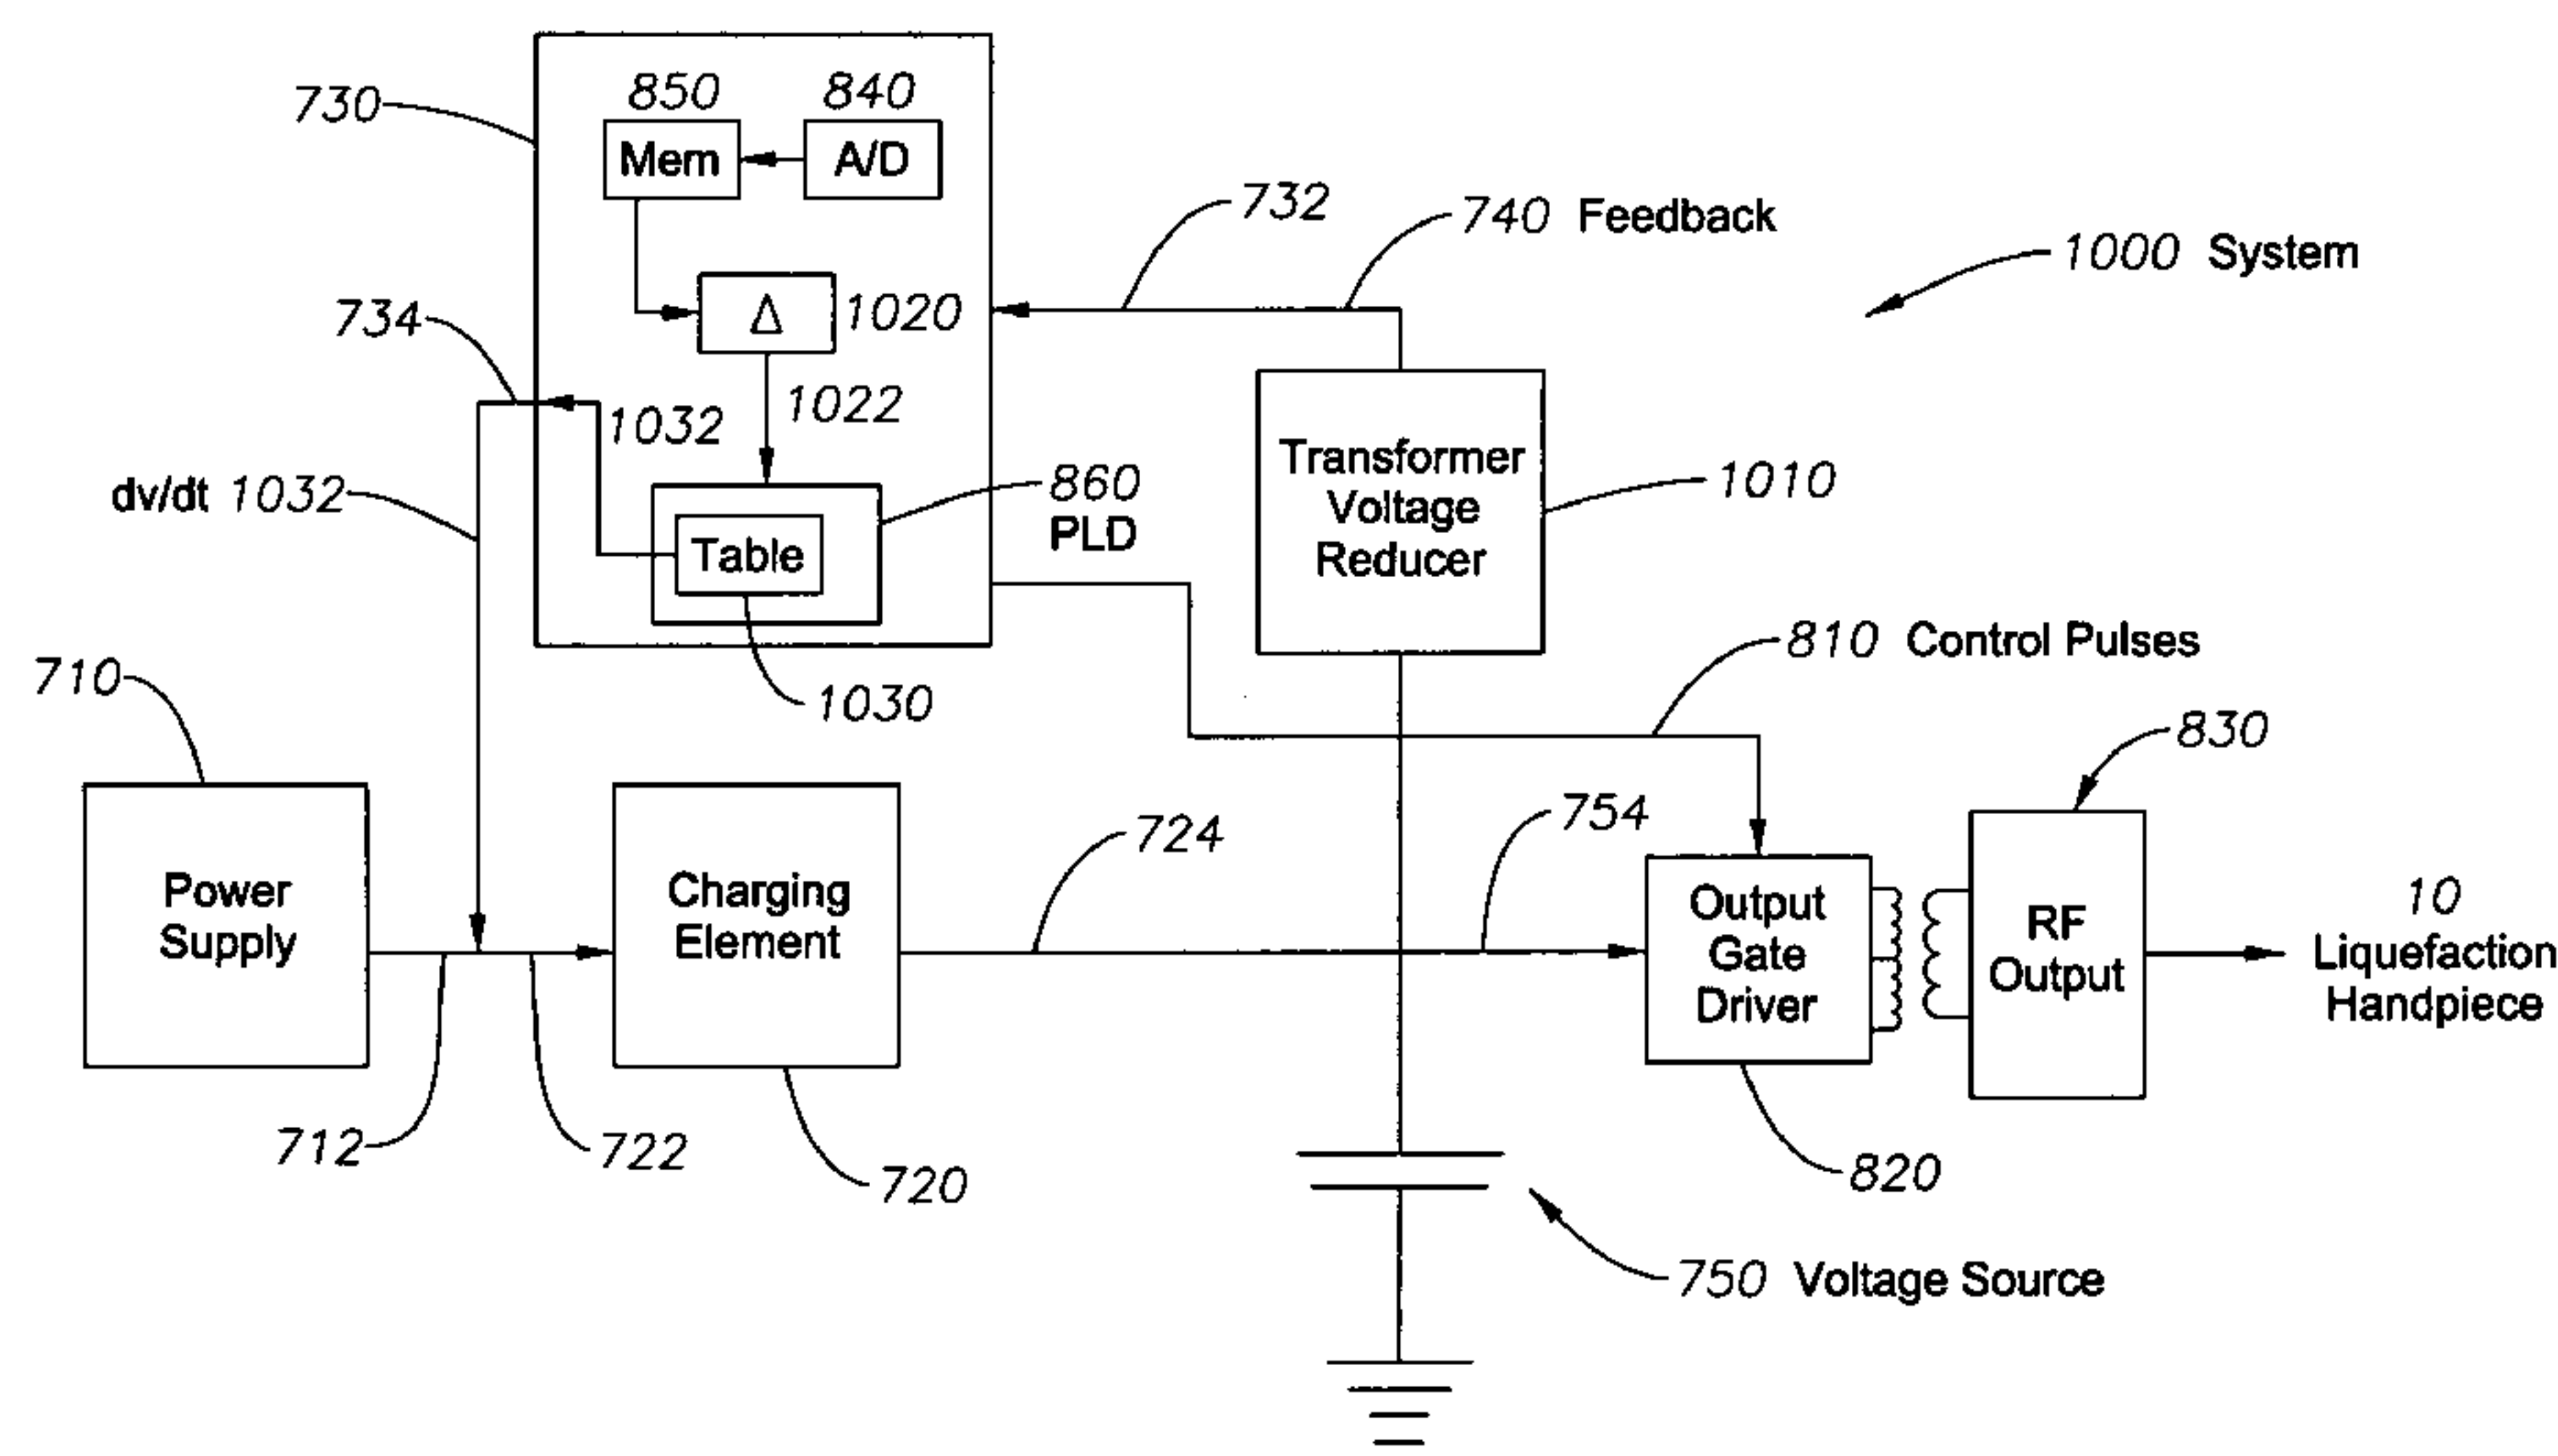 850
840
730
Mem
A/D
732
740 Feedback
1000 System
Δ
1020
734
1022
1032
Transformer
Voltage
Reducer
860
PLD
1010
dv/dt 1032
Table
810 Control Pulses
710
1030
830
724
754
Power
Supply
Charging
Element
Output
Gate
Driver
RF
Output
10
Liquefaction
Handpiece
712
722
720
820
750 Voltage Source